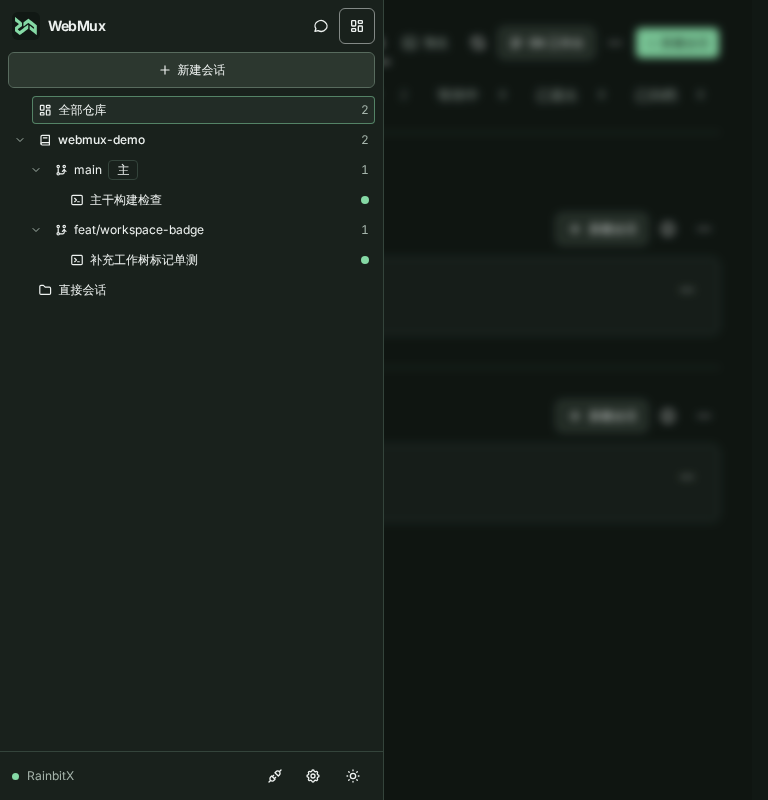 WebMux
新建会话
全部仓库 2
webmux-demo 2
main 主 1
主干构建检查
feat/workspace-badge 1
补充工作树标记单测
直接会话
RainbitX